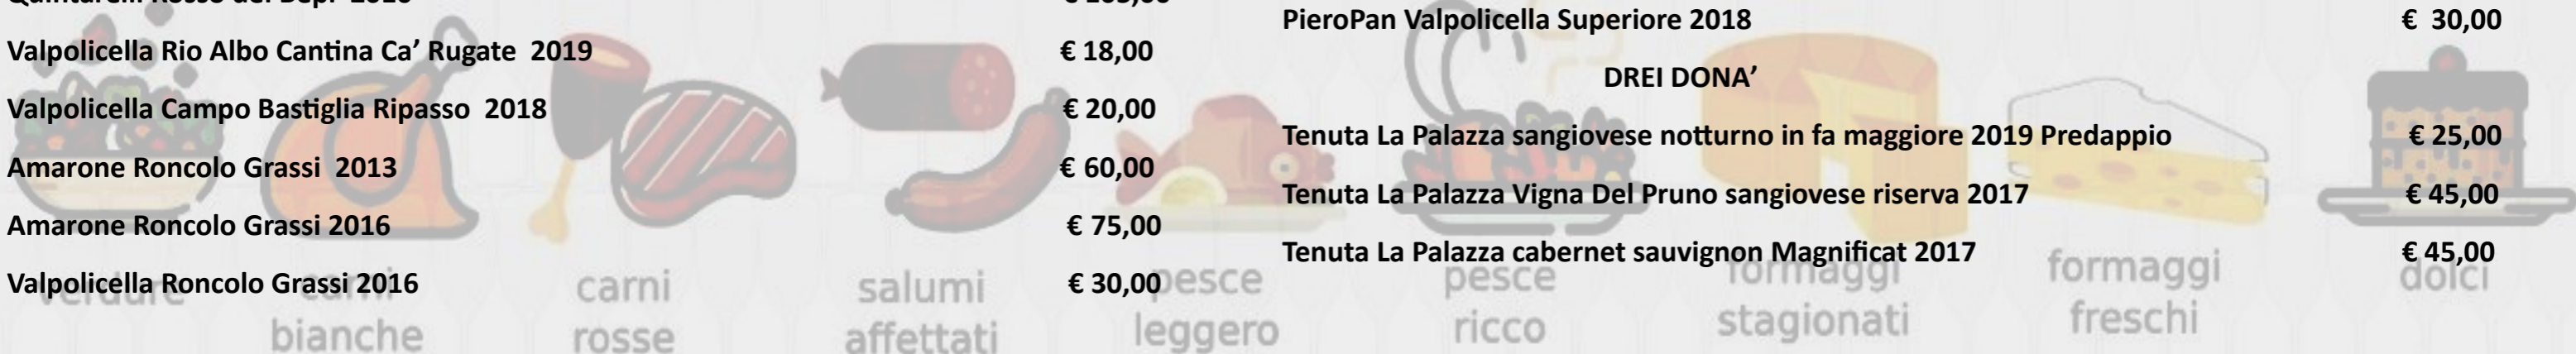 Valpolicella Rio Albo Cantina Ca’ Rugate 2019 € 18,00
Valpolicella Campo Bastiglia Ripasso 2018 € 20,00
Amarone Roncolo Grassi 2013 € 60,00
Amarone Roncolo Grassi 2016 € 75,00
Valpolicella Roncolo Grassi 2016 € 30,00
PieroPan Valpolicella Superiore 2018 € 30,00
DREI DONA’
Tenuta La Palazza sangiovese notturno in fa maggiore 2019 Predappio € 25,00
Tenuta La Palazza Vigna Del Pruno sangiovese riserva 2017 € 45,00
Tenuta La Palazza cabernet sauvignon Magnificat 2017 € 45,00
verdure
carni
bianche
carni
rosse
salumi
affettati
pesce
leggero
pesce
ricco
formaggi
stagionati
formaggi
freschi
dolci